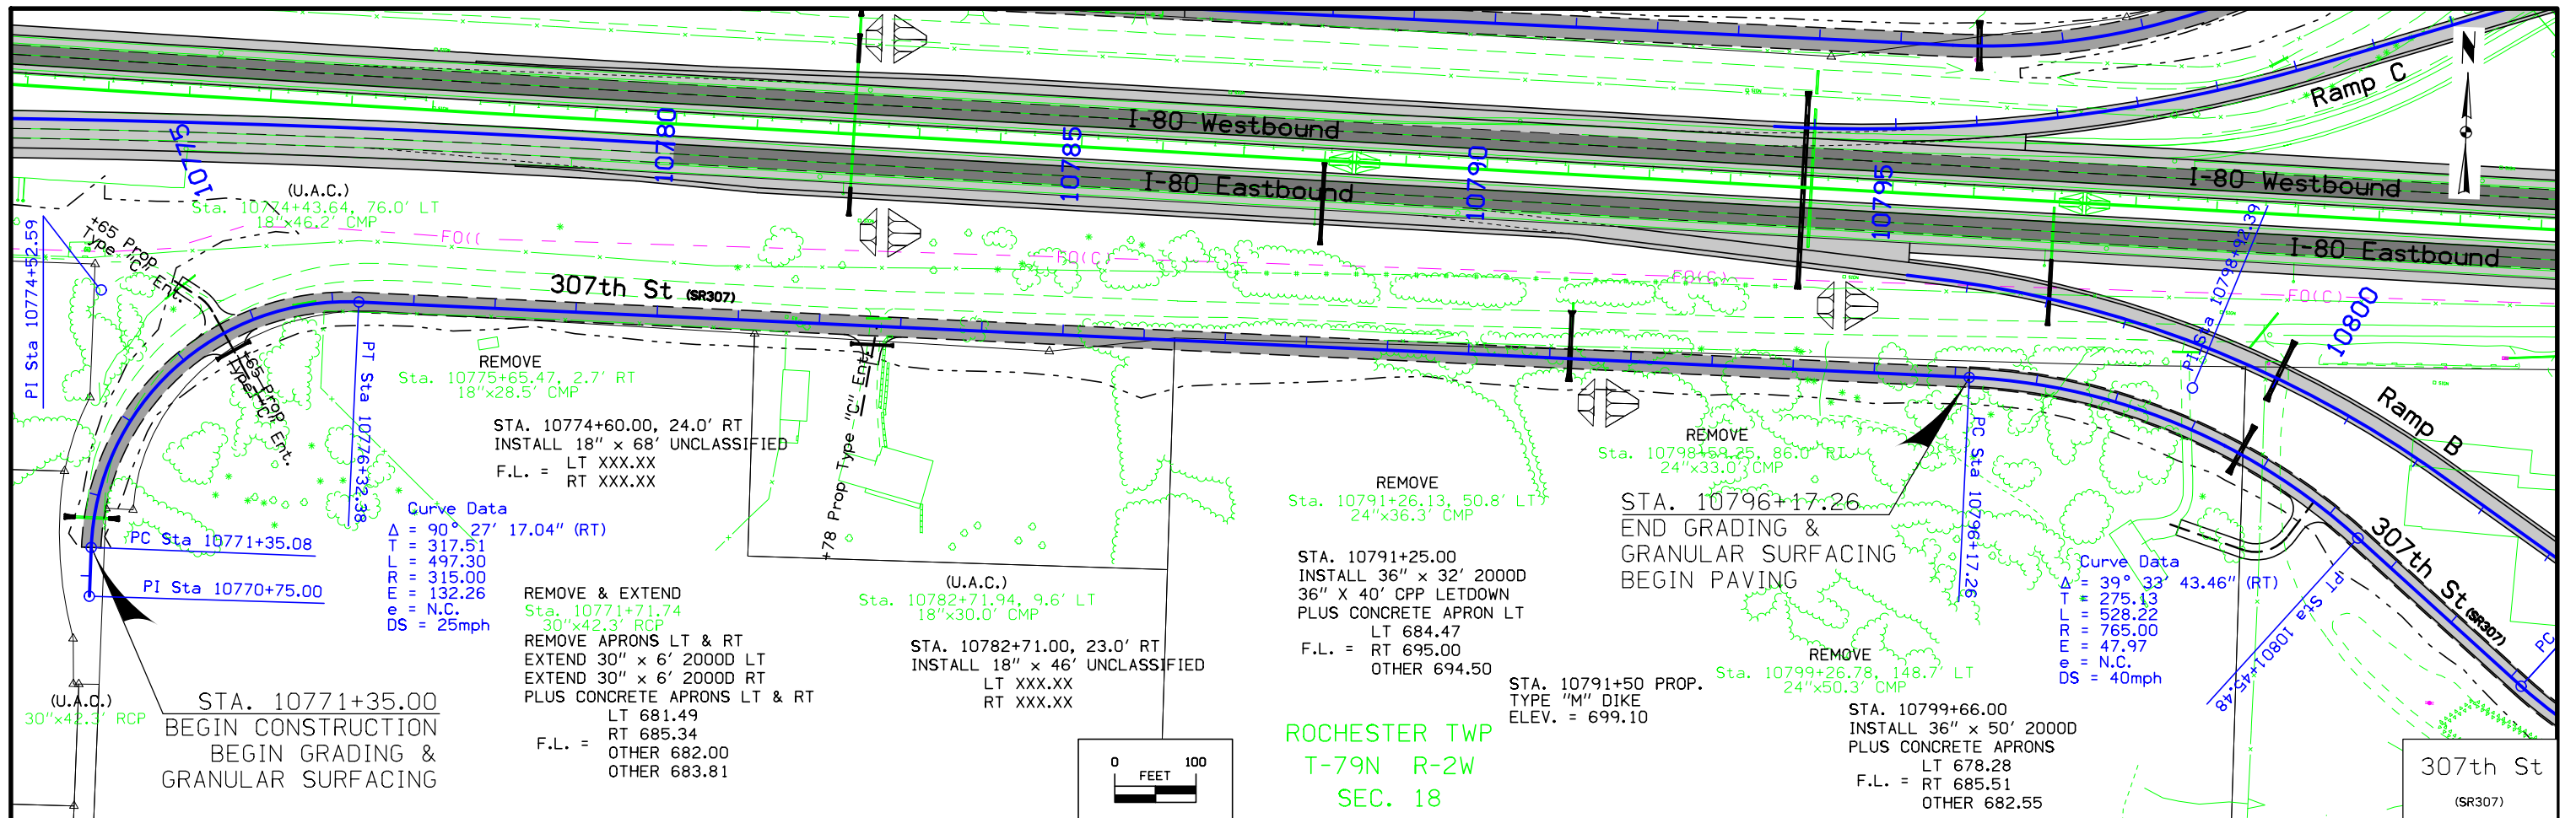 N
Ramp C
I-80 Westbound
I-80 Eastbound
I-80 Westbound
I-80 Eastbound
10775
10780
10785
10790
10795
10800
(U.A.C.)
Sta. 10774+43.64, 76.0' LT
18"x46.2' CMP
PI Sta 10774+52.59
+65 Prop
Type "C" Ent.
+65 Prop
Type "C" Ent.
FO((
FO(C)
FO(C)
FO(C)
307th St (SR307)
PT Sta 10776+32.38
REMOVE
Sta. 10775+65.47, 2.7' RT
18"x28.5' CMP
STA. 10774+60.00, 24.0' RT
INSTALL 18" x 68' UNCLASSIFIED
F.L. = LT XXX.XX
RT XXX.XX
Curve Data
Δ = 90° 27' 17.04" (RT)
T = 317.51
L = 497.30
R = 315.00
E = 132.26
e = N.C.
DS = 25mph
PC Sta 10771+35.08
PI Sta 10770+75.00
STA. 10771+35.00
BEGIN CONSTRUCTION
BEGIN GRADING &
GRANULAR SURFACING
(U.A.C.)
30"x42.3' RCP
REMOVE & EXTEND
Sta. 10771+71.74
30"x42.3' RCP
REMOVE APRONS LT & RT
EXTEND 30" x 6' 2000D LT
EXTEND 30" x 6' 2000D RT
PLUS CONCRETE APRONS LT & RT
LT 681.49
F.L. = RT 685.34
OTHER 682.00
OTHER 683.81
+78 Prop Type "C" Ent.
(U.A.C.)
Sta. 10782+71.94, 9.6' LT
18"x30.0' CMP
STA. 10782+71.00, 23.0' RT
INSTALL 18" x 46' UNCLASSIFIED
LT XXX.XX
RT XXX.XX
0 100
FEET
REMOVE
Sta. 10791+26.13, 50.8' LT
24"x36.3' CMP
STA. 10791+25.00
INSTALL 36" x 32' 2000D
36" X 40' CPP LETDOWN
PLUS CONCRETE APRON LT
LT 684.47
F.L. = RT 695.00
OTHER 694.50
STA. 10791+50 PROP.
TYPE "M" DIKE
ELEV. = 699.10
ROCHESTER TWP
T-79N R-2W
SEC. 18
REMOVE
Sta. 10798+59.25, 86.0' RT
24"x33.0' CMP
STA. 10796+17.26
END GRADING &
GRANULAR SURFACING
BEGIN PAVING
PC Sta 10796+17.26
PI Sta 10798+92.39
Ramp B
REMOVE
Sta. 10799+26.78, 148.7' LT
24"x50.3' CMP
STA. 10799+66.00
INSTALL 36" x 50' 2000D
PLUS CONCRETE APRONS
LT 678.28
F.L. = RT 685.51
OTHER 682.55
Curve Data
Δ = 39° 33' 43.46" (RT)
T = 275.13
L = 528.22
R = 765.00
E = 47.97
e = N.C.
DS = 40mph
PT Sta 10801+45.48
307th St (SR307)
PC
307th St
(SR307)